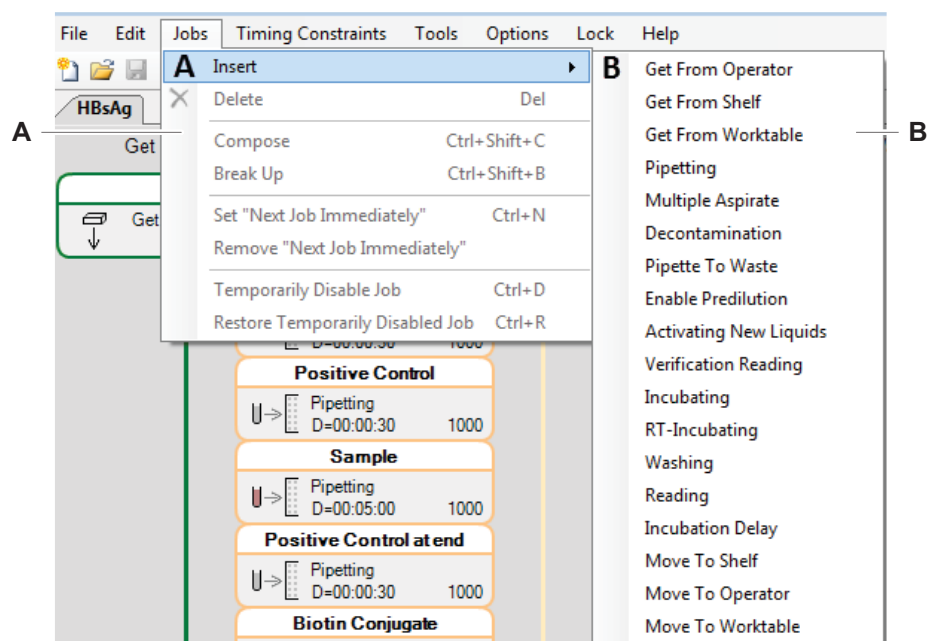 File Edit Jobs Timing Constraints Tools Options Lock Help
A Insert
B
HBsAg
Delete Del
A
Get
Compose Ctrl+Shift+C
Break Up Ctrl+Shift+B
Get
Set "Next Job Immediately" Ctrl+N
Remove "Next Job Immediately"
Temporarily Disable Job Ctrl+D
Restore Temporarily Disabled Job Ctrl+R
D=00:00:30 1000
Positive Control
Pipetting
D=00:00:30 1000
Sample
Pipetting
D=00:05:00 1000
Positive Control at end
Pipetting
D=00:00:30 1000
Biotin Conjugate
Get From Operator
Get From Shelf
Get From Worktable
B
Pipetting
Multiple Aspirate
Decontamination
Pipette To Waste
Enable Predilution
Activating New Liquids
Verification Reading
Incubating
RT-Incubating
Washing
Reading
Incubation Delay
Move To Shelf
Move To Operator
Move To Worktable